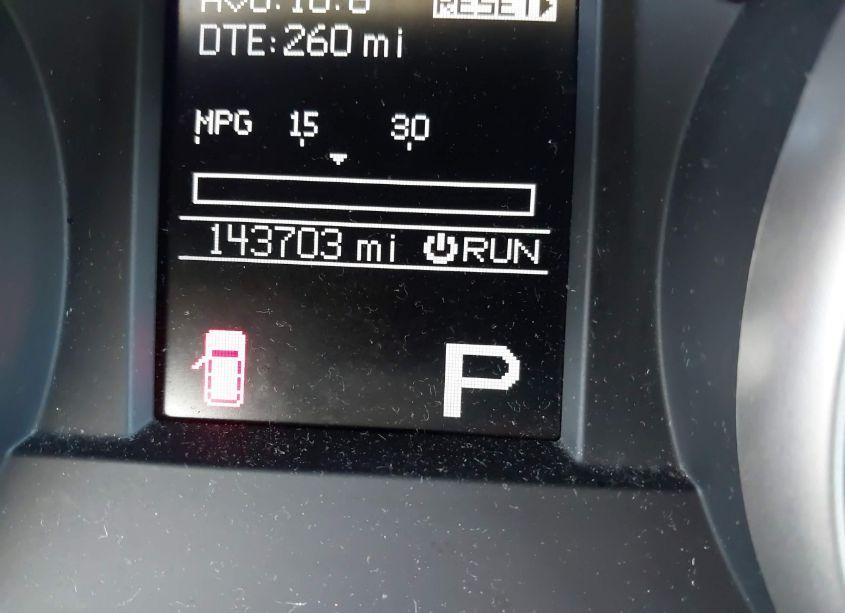 RESET
DTE:260 mi
MPG 15 30
143703 mi RUN
P